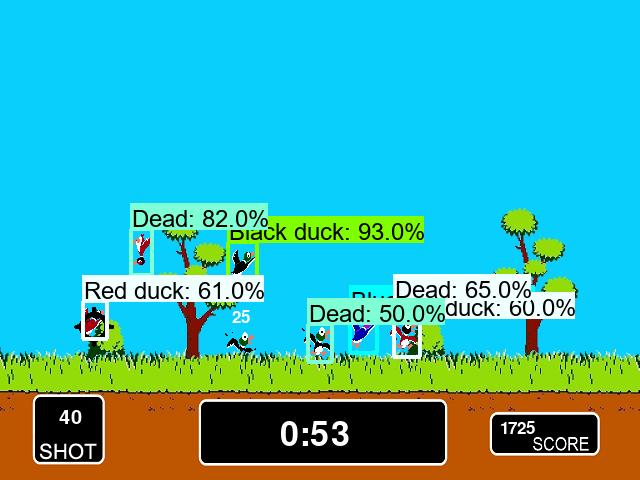 Dead: 82.0%
Black duck: 93.0%
Red duck: 61.0%
Dead: 65.0%
duck: 60.0%
Dead: 50.0%
25
40
SHOT
0:53
1725
SCORE